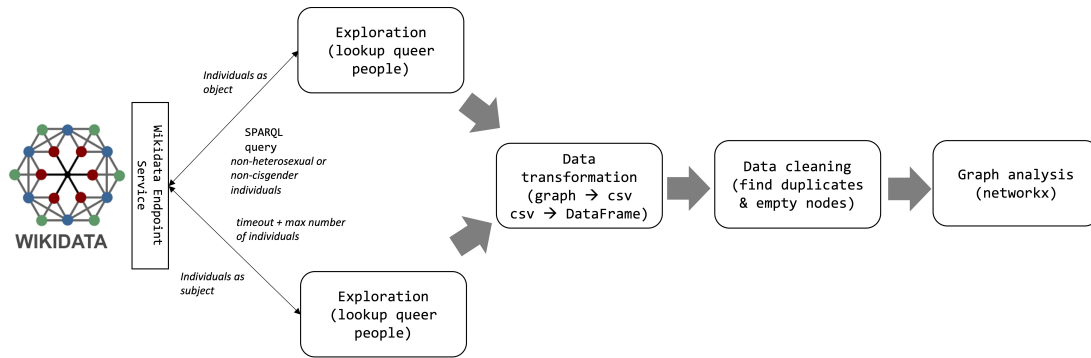 WIKIDATA
Wikidata Endpoint
Service
Individuals as
object
SPARQL
query
non-heterosexual or
non-cisgender
individuals
timeout + max number
of individuals
Individuals as
subject
Exploration
(lookup queer
people)
Exploration
(lookup queer
people)
Data
transformation
(graph → csv
csv → DataFrame)
Data cleaning
(find duplicates
& empty nodes)
Graph analysis
(networkx)